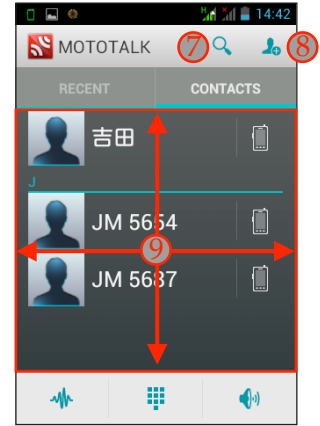 H 14:42
MOTOTALK 7 8
RECENT CONTACTS
吉田
J
JM 5654
9
JM 5687